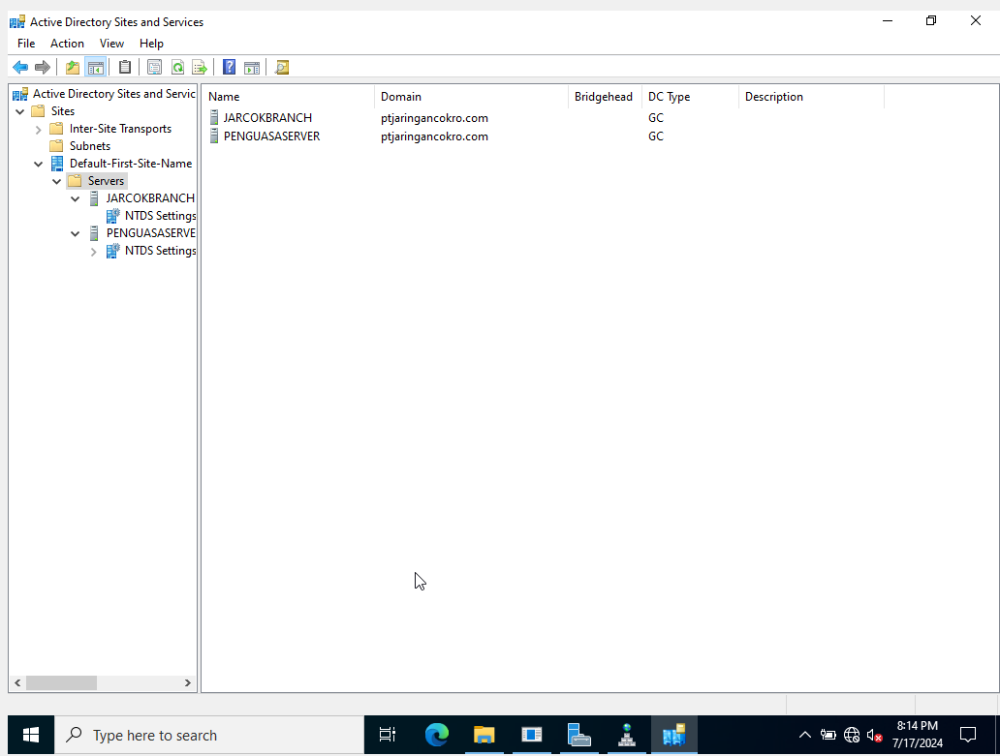 Active Directory Sites and Services
File Action View Help
Active Directory Sites and Servic
Sites
Inter-Site Transports
Subnets
Default-First-Site-Name
Servers
JARCOKBRANCH
NTDS Settings
PENGUASASERVE
NTDS Settings
Name Domain Bridgehead DC Type Description
JARCOKBRANCH ptjaringancokro.com GC
PENGUASASERVER ptjaringancokro.com GC
Type here to search
8:14 PM
7/17/2024